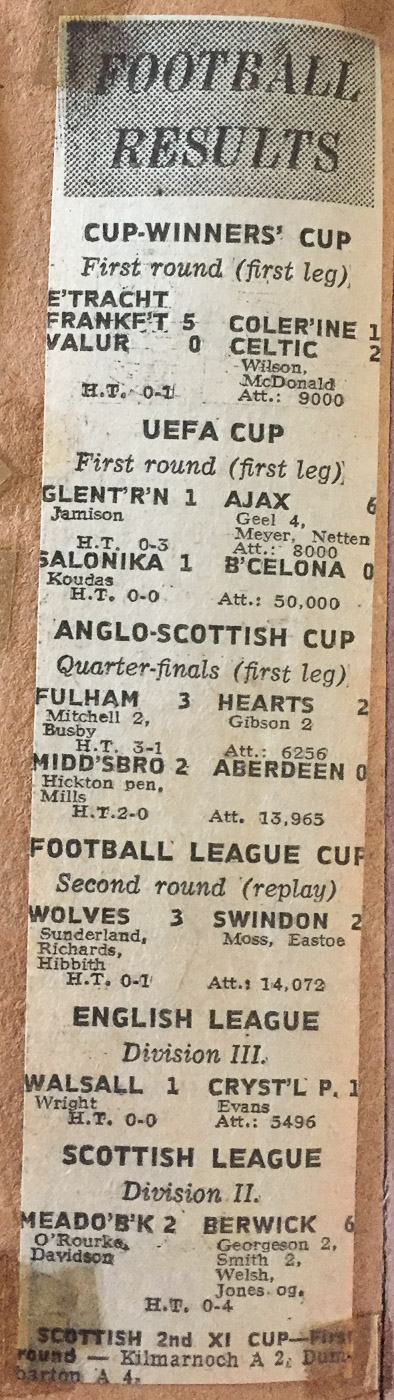 FOOTBALL
RESULTS
CUP-WINNERS' CUP
First round (first leg)
E'TRACHT
FRANKF'T 5 COLER'INE 1
VALUR 0 CELTIC 2
Wilson,
McDonald
H.T. 0-1 Att.: 9000
UEFA CUP
First round (first leg)
GLENT'R'N 1 AJAX 6
Jamison Geel 4,
Meyer, Netten
H.T. 0-3 Att.: 8000
SALONIKA 1 B'CELONA 0
Koudas
H.T. 0-0 Att.: 50,000
ANGLO-SCOTTISH CUP
Quarter-finals (first leg)
FULHAM 3 HEARTS 2
Mitchell 2, Gibson 2
Busby
H.T. 3-1 Att.: 6256
MIDD'SBRO 2 ABERDEEN 0
Hickton pen,
Mills
H.T.2-0 Att. 13,965
FOOTBALL LEAGUE CUP
Second round (replay)
WOLVES 3 SWINDON 2
Sunderland, Moss, Eastoe
Richards,
Hibbith
H.T. 0-1 Att.: 14,072
ENGLISH LEAGUE
Division III.
WALSALL 1 CRYST'L P. 1
Wright Evans
H.T. 0-0 Att.: 5496
SCOTTISH LEAGUE
Division II.
MEADO'B'K 2 BERWICK 6
O'Rourke, Georgeson 2,
Davidson Smith 2,
Welsh,
Jones og.
H.T. 0-4
SCOTTISH 2nd XI CUP—First
round — Kilmarnoch A 2, Dum-
barton A 4.